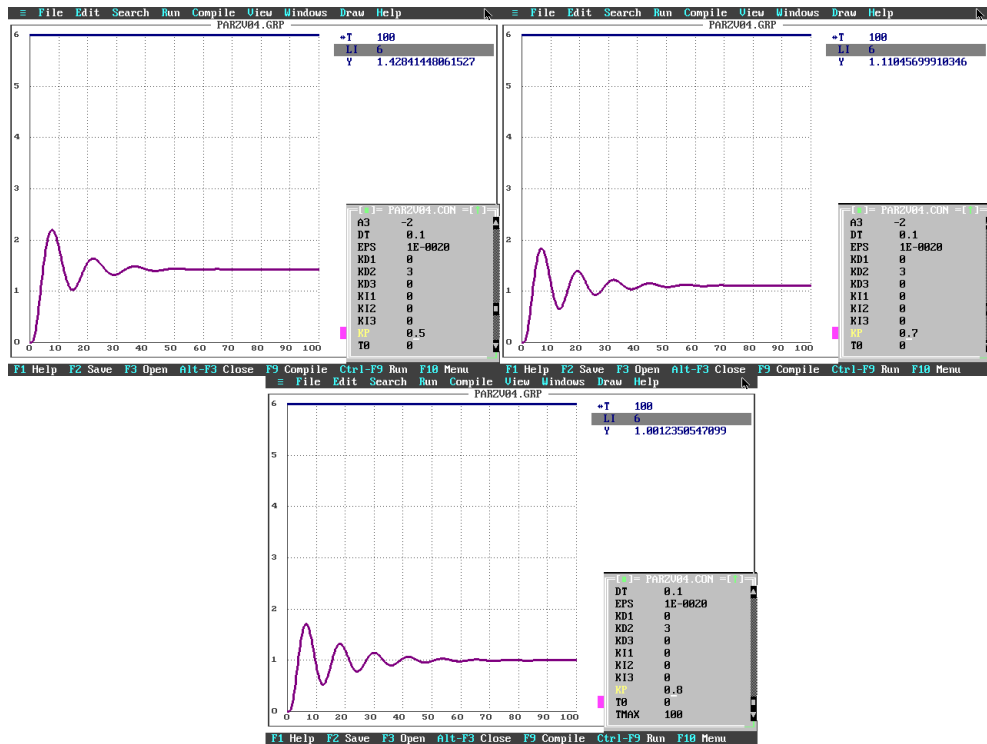 ≡ File Edit Search Run Compile View Windows Draw Help
PARZV04.GRP
6
5
4
3
2
1
0
0 10 20 30 40 50 60 70 80 90 100
↔T 100
LI 6
Y 1.42841448061527
=[ ]= PARZV04.CON =[↑]=
A3 -2
DT 0.1
EPS 1E-0020
KD1 0
KD2 3
KD3 0
KI1 0
KI2 0
KI3 0
KP 0.5
T0 0
F1 Help F2 Save F3 Open Alt-F3 Close F9 Compile Ctrl-F9 Run F10 Menu
≡ File Edit Search Run Compile View Windows Draw Help
PARZV04.GRP
6
5
4
3
2
1
0
0 10 20 30 40 50 60 70 80 90 100
↔T 100
LI 6
Y 1.11045699910346
=[ ]= PARZV04.CON =[↑]=
A3 -2
DT 0.1
EPS 1E-0020
KD1 0
KD2 3
KD3 0
KI1 0
KI2 0
KI3 0
KP 0.7
T0 0
F1 Help F2 Save F3 Open Alt-F3 Close F9 Compile Ctrl-F9 Run F10 Menu
≡ File Edit Search Run Compile View Windows Draw Help
PARZV04.GRP
6
5
4
3
2
1
0
0 10 20 30 40 50 60 70 80 90 100
↔T 100
LI 6
Y 1.0012350547099
=[ ]= PARZV04.CON =[↑]=
DT 0.1
EPS 1E-0020
KD1 0
KD2 3
KD3 0
KI1 0
KI2 0
KI3 0
KP 0.8
T0 0
TMAX 100
F1 Help F2 Save F3 Open Alt-F3 Close F9 Compile Ctrl-F9 Run F10 Menu